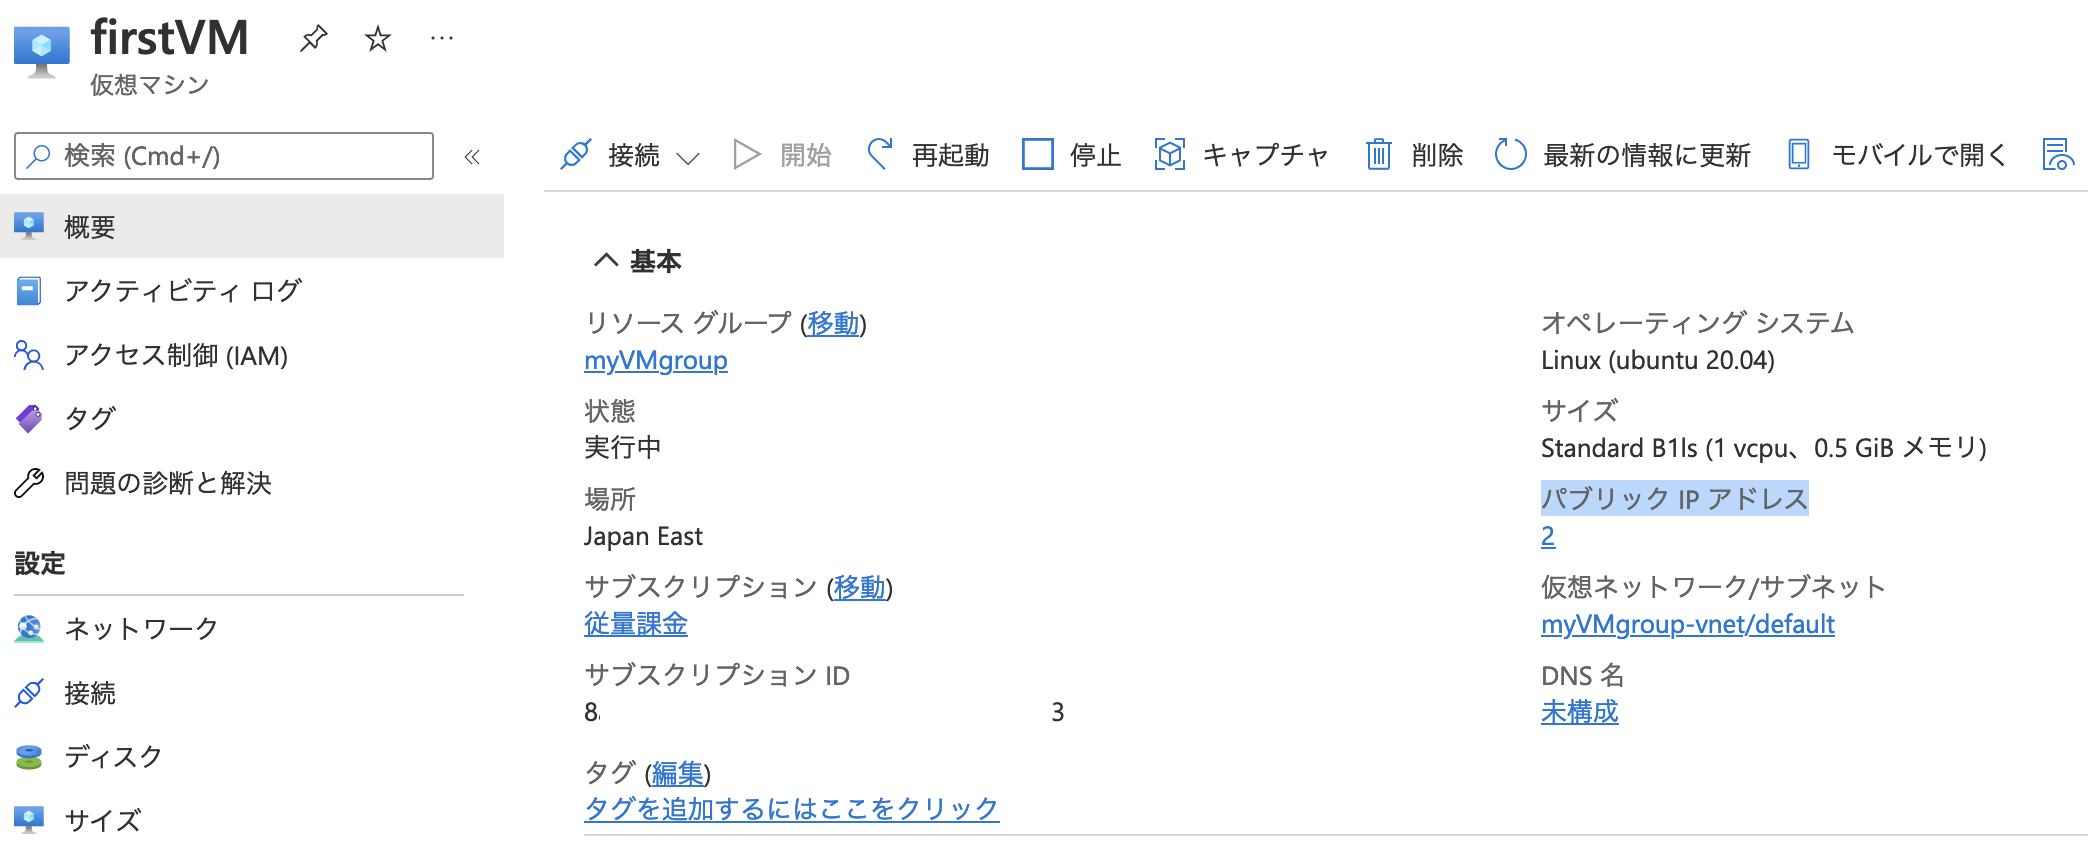 firstVM
仮想マシン
検索 (Cmd+/)
«
概要
アクティビティ ログ
アクセス制御 (IAM)
タグ
問題の診断と解決
設定
ネットワーク
接続
ディスク
サイズ
接続 開始 再起動 停止 キャプチャ 削除 最新の情報に更新 モバイルで開く
基本
リソース グループ (移動)
myVMgroup
状態
実行中
場所
Japan East
サブスクリプション (移動)
従量課金
サブスクリプション ID
8 3
タグ (編集)
タグを追加するにはここをクリック
オペレーティング システム
Linux (ubuntu 20.04)
サイズ
Standard B1ls (1 vcpu、0.5 GiB メモリ)
パブリック IP アドレス
2
仮想ネットワーク/サブネット
myVMgroup-vnet/default
DNS 名
未構成